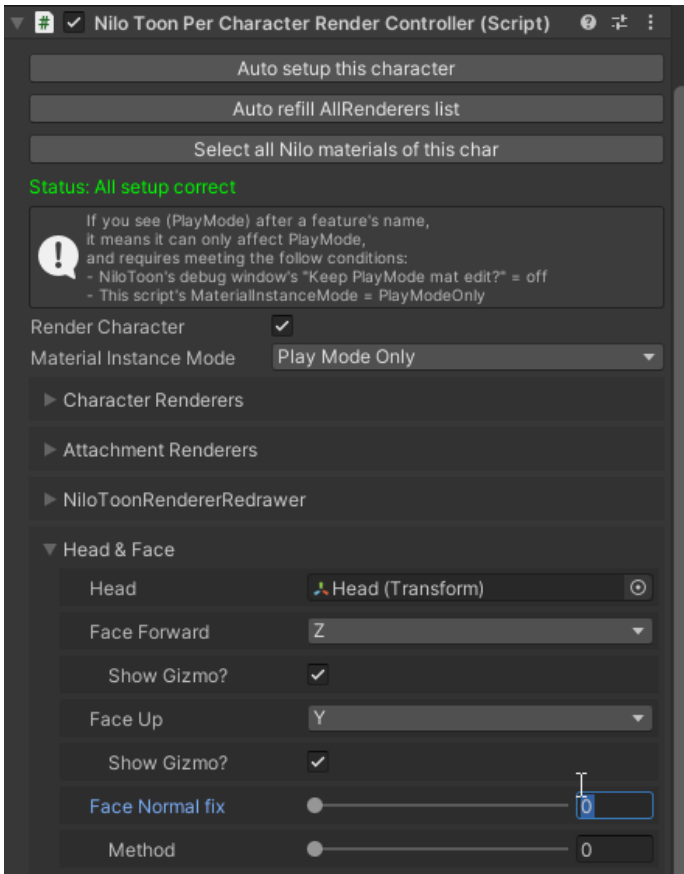 Nilo Toon Per Character Render Controller (Script)
Auto setup this character
Auto refill AllRenderers list
Select all Nilo materials of this char
Status: All setup correct
If you see (PlayMode) after a feature's name,
it means it can only affect PlayMode,
and requires meeting the follow conditions:
- NiloToon's debug window's "Keep PlayMode mat edit?" = off
- This script's MaterialInstanceMode = PlayModeOnly
Render Character
Material Instance Mode Play Mode Only
Character Renderers
Attachment Renderers
NiloToonRendererRedrawer
Head & Face
Head Head (Transform)
Face Forward Z
Show Gizmo?
Face Up Y
Show Gizmo?
Face Normal fix 0
Method 0